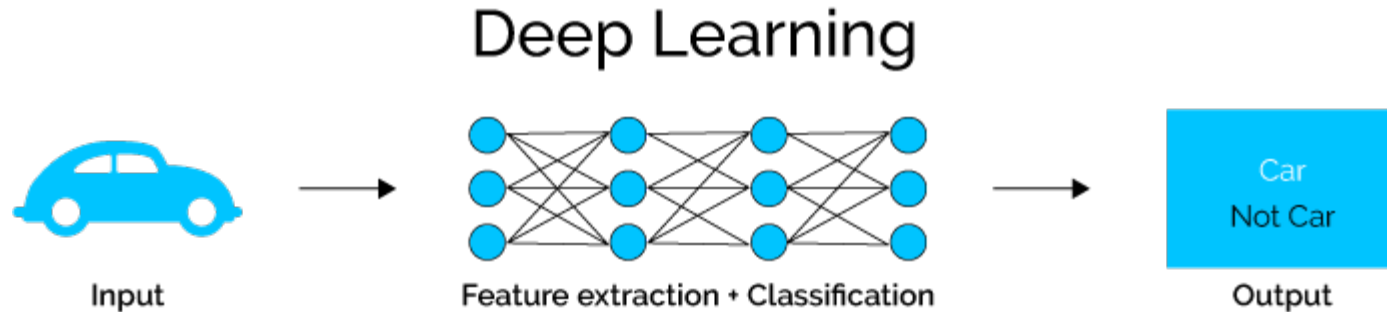 Deep Learning
Car
Not Car
Input
Feature extraction + Classification
Output